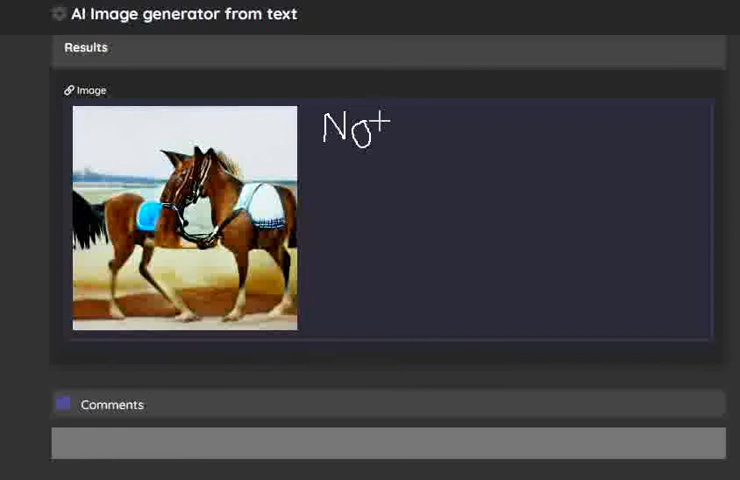 AI Image generator from text
Results
Image
Not
Comments